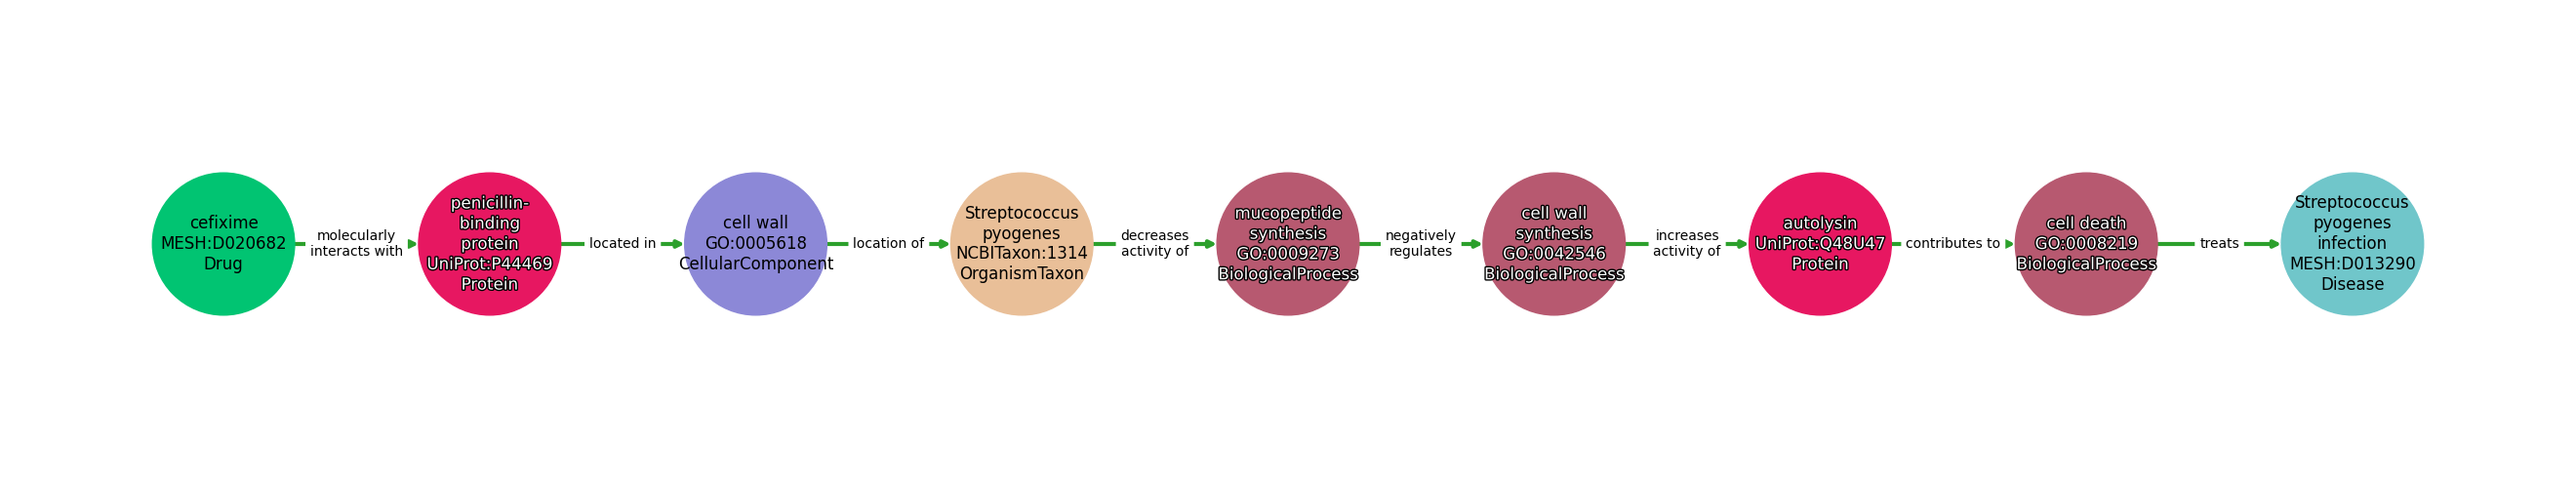 cefixime
MESH:D020682
Drug
molecularly
interacts with
penicillin-
binding
protein
UniProt:P44469
Protein
located in
cell wall
GO:0005618
CellularComponent
location of
Streptococcus
pyogenes
NCBITaxon:1314
OrganismTaxon
decreases
activity of
mucopeptide
synthesis
GO:0009273
BiologicalProcess
negatively
regulates
cell wall
synthesis
GO:0042546
BiologicalProcess
increases
activity of
autolysin
UniProt:Q48U47
Protein
contributes to
cell death
GO:0008219
BiologicalProcess
treats
Streptococcus
pyogenes
infection
MESH:D013290
Disease